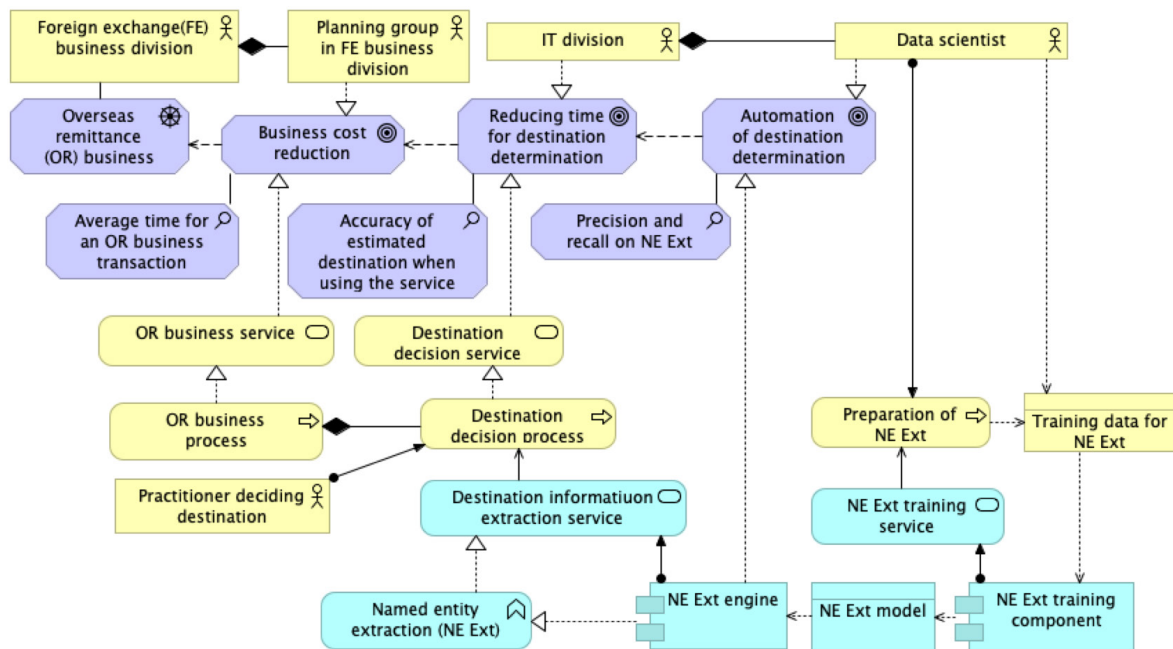 Foreign exchange(FE)
business division
Planning group
in FE business
division
IT division
Data scientist
Overseas
remittance
(OR) business
Business cost
reduction
Reducing time
for destination
determination
Automation
of destination
determination
Average time for
an OR business
transaction
Accuracy of
estimated
destination when
using the service
Precision and
recall on NE Ext
OR business service
Destination
decision service
OR business
process
Destination
decision process
Preparation of
NE Ext
Training data for
NE Ext
Practitioner deciding
destination
Destination informatiuon
extraction service
NE Ext training
service
Named entity
extraction (NE Ext)
NE Ext engine
NE Ext model
NE Ext training
component